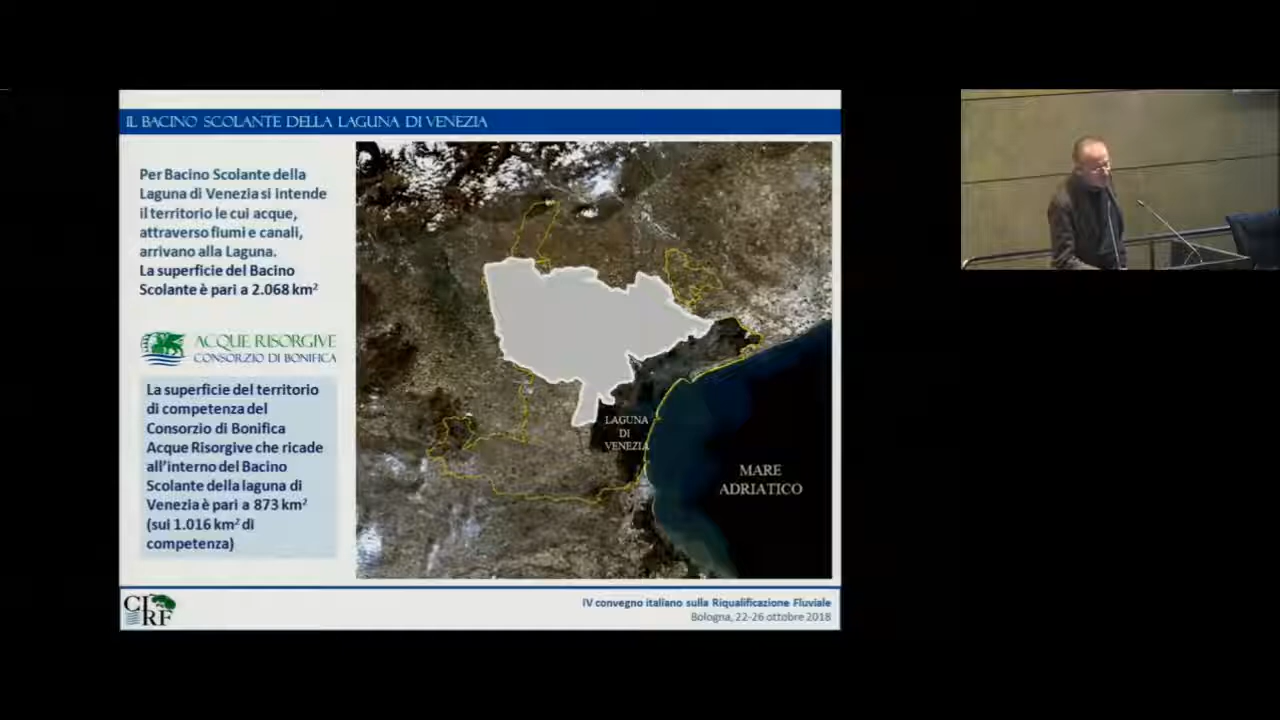 IL BACINO SCOLANTE DELLA LAGUNA DI VENEZIA
Per Bacino Scolante della
Laguna di Venezia si intende
il territorio le cui acque,
attraverso fiumi e canali,
arrivano alla Laguna.
La superficie del Bacino
Scolante è pari a 2.068 km²
ACQUE RISORGIVE
CONSORZIO DI BONIFICA
La superficie del territorio
di competenza del
Consorzio di Bonifica
Acque Risorgive che ricade
all'interno del Bacino
Scolante della laguna di
Venezia è pari a 873 km²
(sui 1.016 km² di
competenza)
LAGUNA
DI
VENEZIA
MARE
ADRIATICO
CIRF
IV convegno italiano sulla Riqualificazione Fluviale
Bologna, 22-26 ottobre 2018